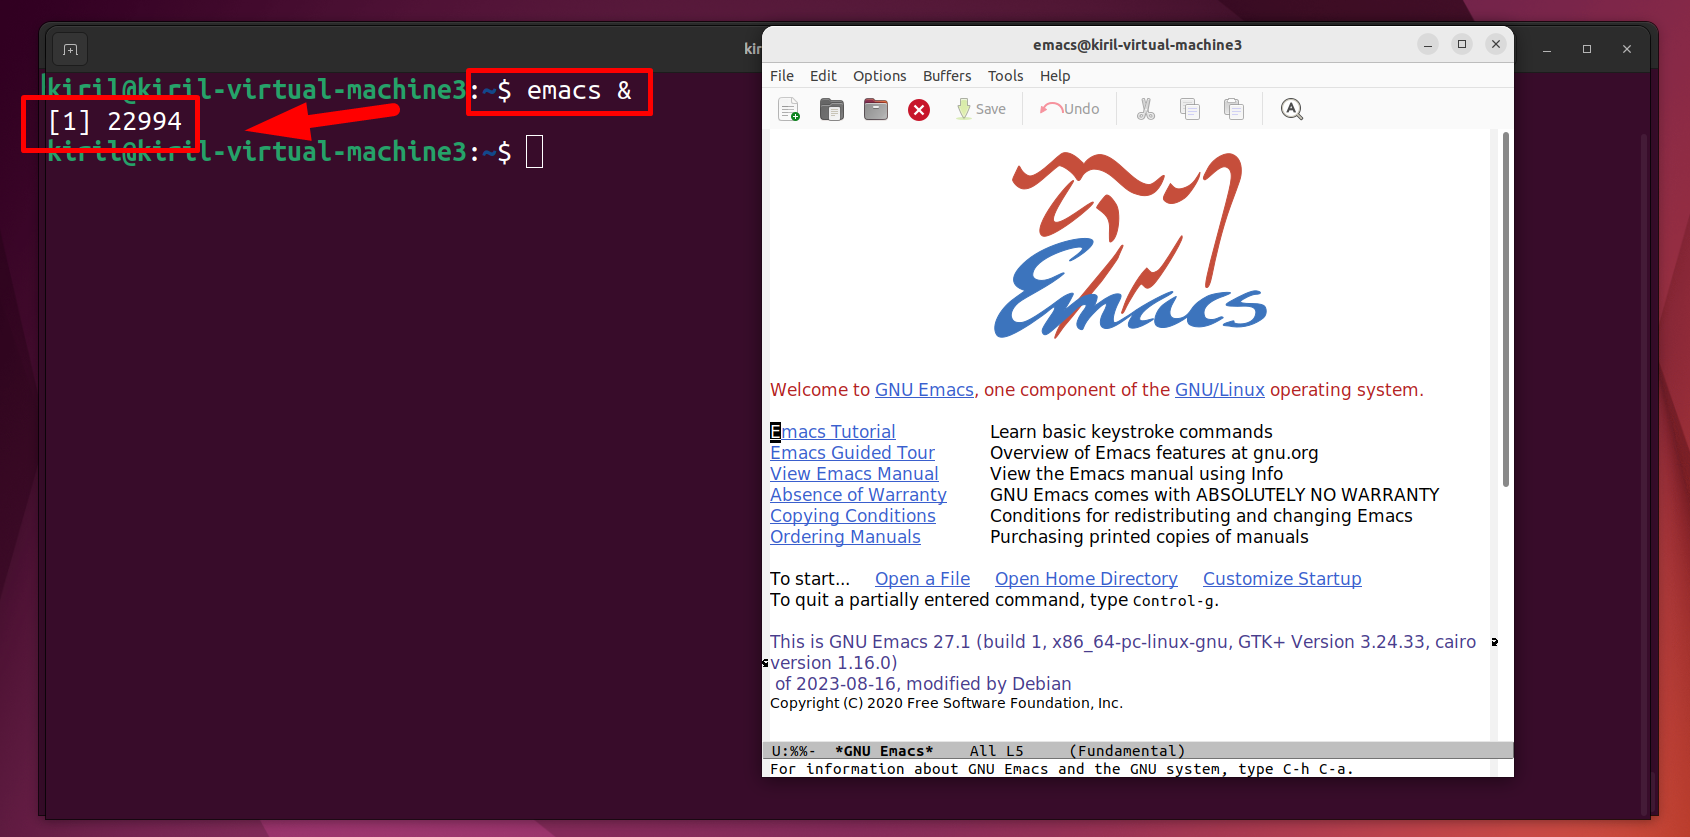 kir
kiril@kiril-virtual-machine3:~$ emacs &
[1] 22994
kiril@kiril-virtual-machine3:~$
emacs@kiril-virtual-machine3
File Edit Options Buffers Tools Help
Save Undo
Emacs
Welcome to GNU Emacs, one component of the GNU/Linux operating system.
Emacs Tutorial Learn basic keystroke commands
Emacs Guided Tour Overview of Emacs features at gnu.org
View Emacs Manual View the Emacs manual using Info
Absence of Warranty GNU Emacs comes with ABSOLUTELY NO WARRANTY
Copying Conditions Conditions for redistributing and changing Emacs
Ordering Manuals Purchasing printed copies of manuals
To start... Open a File Open Home Directory Customize Startup
To quit a partially entered command, type Control-g.
This is GNU Emacs 27.1 (build 1, x86_64-pc-linux-gnu, GTK+ Version 3.24.33, cairo
version 1.16.0)
of 2023-08-16, modified by Debian
Copyright (C) 2020 Free Software Foundation, Inc.
U:%%- *GNU Emacs* All L5 (Fundamental)
For information about GNU Emacs and the GNU system, type C-h C-a.